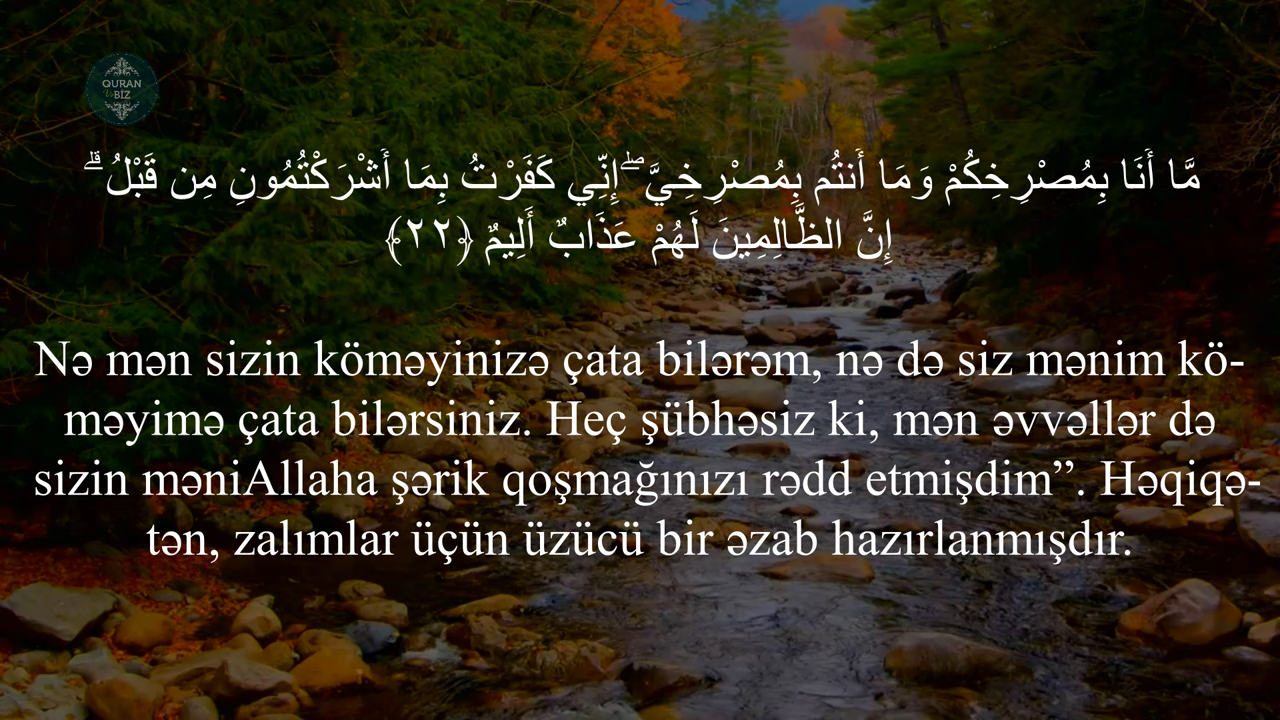 QURAN
BİZ
مَّا أَنَا بِمُصْرِخِكُمْ وَمَا أَنتُم بِمُصْرِخِيَّ ۖ إِنِّي كَفَرْتُ بِمَا أَشْرَكْتُمُونِ مِن قَبْلُ ۗ
إِنَّ الظَّالِمِينَ لَهُمْ عَذَابٌ أَلِيمٌ ﴿٢٢﴾
Nə mən sizin köməyinizə çata bilərəm, nə də siz mənim kö-
məyimə çata bilərsiniz. Heç şübhəsiz ki, mən əvvəllər də
sizin məniAllaha şərik qoşmağınızı rədd etmişdim”. Həqiqə-
tən, zalımlar üçün üzücü bir əzab hazırlanmışdır.